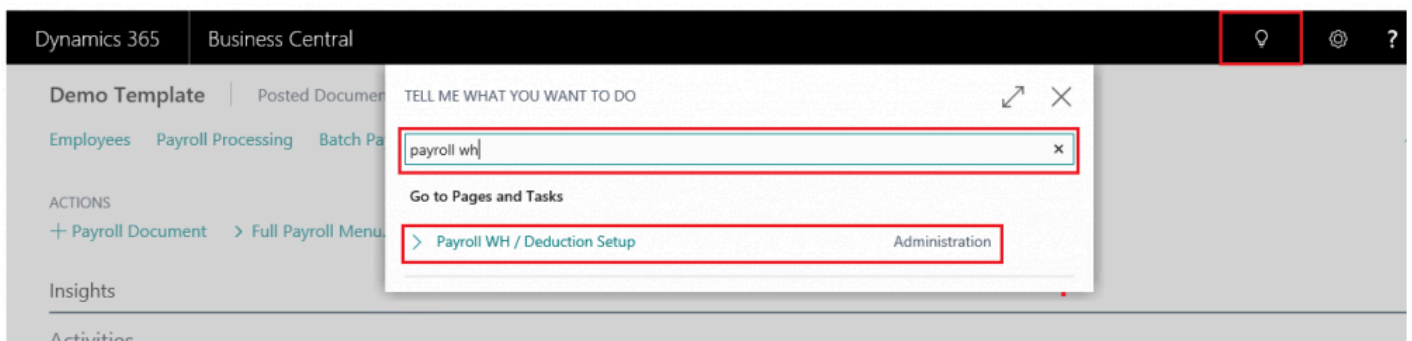 Dynamics 365 Business Central ?
Demo Template Posted Documen
TELL ME WHAT YOU WANT TO DO
Employees Payroll Processing Batch Pa
payroll wh
Go to Pages and Tasks
ACTIONS
+ Payroll Document > Full Payroll Menu.
> Payroll WH / Deduction Setup Administration
Insights
Activities